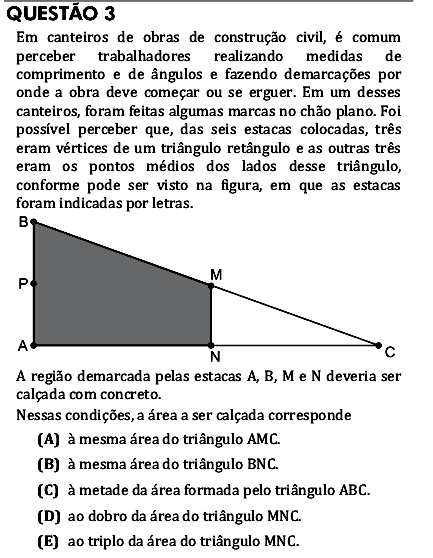 QUESTÃO 3
Em canteiros de obras de construção civil, é comum
perceber trabalhadores realizando medidas de
comprimento e de ângulos e fazendo demarcações por
onde a obra deve começar ou se erguer. Em um desses
canteiros, foram feitas algumas marcas no chão plano. Foi
possível perceber que, das seis estacas colocadas, três
eram vértices de um triângulo retângulo e as outras três
eram os pontos médios dos lados desse triângulo,
conforme pode ser visto na figura, em que as estacas
foram indicadas por letras.
B
M
P
A
N
C
A região demarcada pelas estacas A, B, M e N deveria ser
calçada com concreto.
Nessas condições, a área a ser calçada corresponde
(A) à mesma área do triângulo AMC.
(B) à mesma área do triângulo BNC.
(C) à metade da área formada pelo triângulo ABC.
(D) ao dobro da área do triângulo MNC.
(E) ao triplo da área do triângulo MNC.